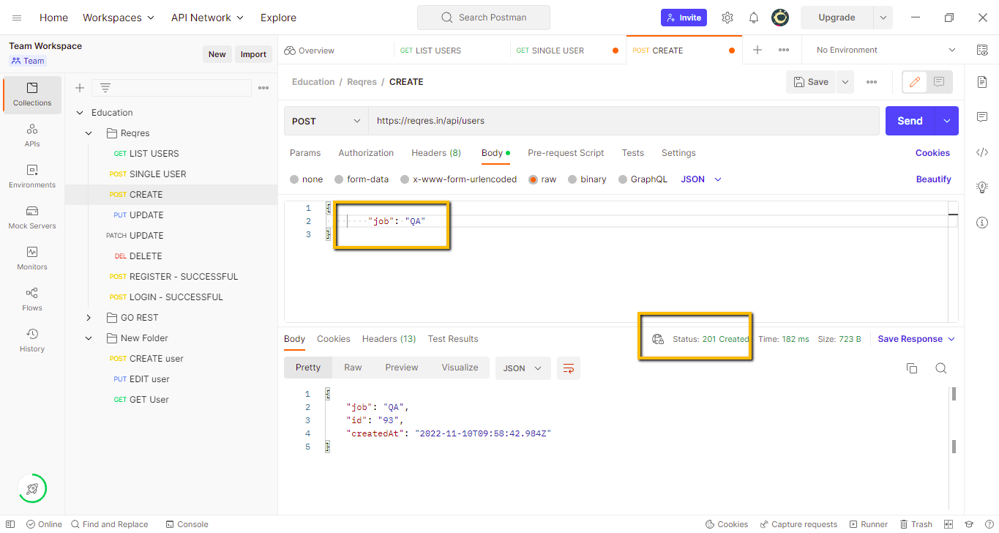 Home Workspaces API Network Explore Search Postman Invite Upgrade
Team Workspace
Team
New Import
Overview GET LIST USERS GET SINGLE USER POST CREATE No Environment
Collections
APIs
Environments
Mock Servers
Monitors
Flows
History
Education
Reqres
GET LIST USERS
POST SINGLE USER
POST CREATE
PUT UPDATE
PATCH UPDATE
DEL DELETE
POST REGISTER - SUCCESSFUL
POST LOGIN - SUCCESSFUL
GO REST
New Folder
POST CREATE user
PUT EDIT user
GET GET User
Education / Reqres / CREATE Save
POST https://reqres.in/api/users Send
Params Authorization Headers (8) Body Pre-request Script Tests Settings Cookies
none form-data x-www-form-urlencoded raw binary GraphQL JSON Beautify
1 {
2 "job": "QA"
3 }
Body Cookies Headers (13) Test Results Status: 201 Created Time: 182 ms Size: 723 B Save Response
Pretty Raw Preview Visualize JSON
1 {
2 "job": "QA",
3 "id": "93",
4 "createdAt": "2022-11-10T09:58:42.984Z"
5 }
Online Find and Replace Console Cookies Capture requests Runner Trash